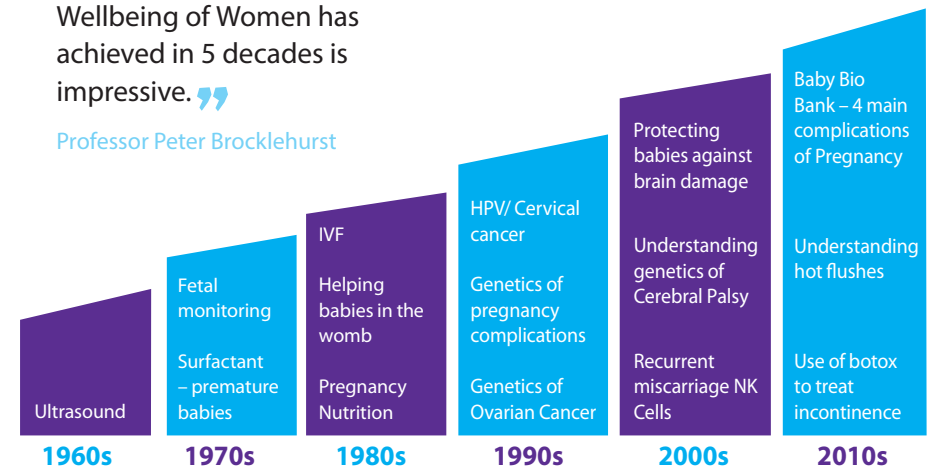 Wellbeing of Women has
achieved in 5 decades is
impressive. ”
Professor Peter Brocklehurst
Ultrasound
1960s
Fetal
monitoring
Surfactant
– premature
babies
1970s
IVF
Helping
babies in the
womb
Pregnancy
Nutrition
1980s
HPV/ Cervical
cancer
Genetics of
pregnancy
complications
Genetics of
Ovarian Cancer
1990s
Protecting
babies against
brain damage
Understanding
genetics of
Cerebral Palsy
Recurrent
miscarriage NK
Cells
2000s
Baby Bio
Bank – 4 main
complications
of Pregnancy
Understanding
hot flushes
Use of botox
to treat
incontinence
2010s